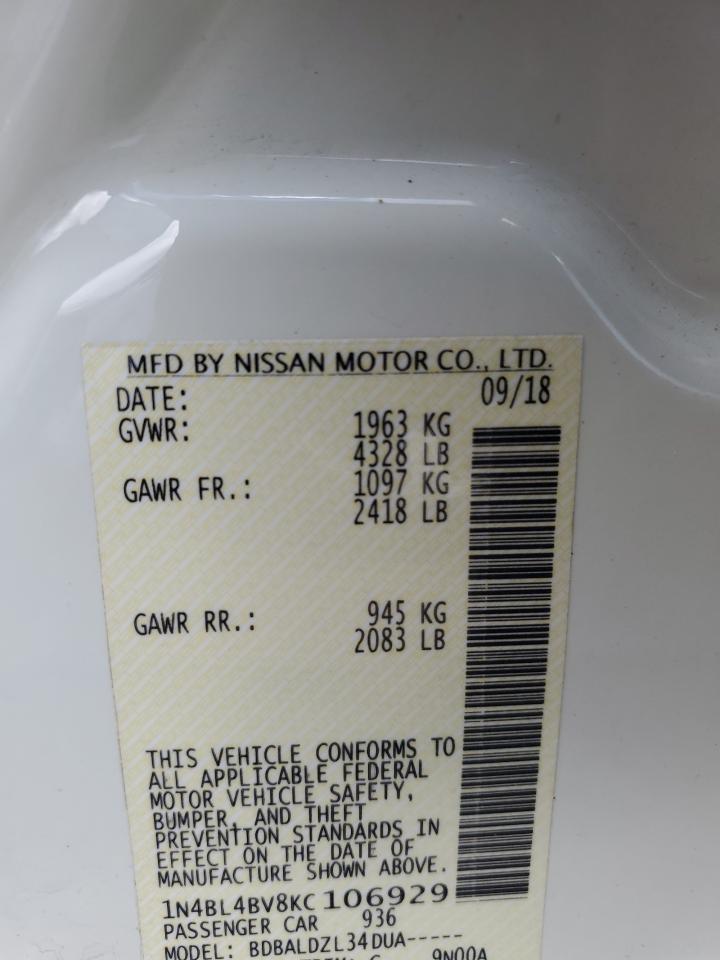 MFD BY NISSAN MOTOR CO., LTD.
DATE: 09/18
GVWR: 1963 KG
4328 LB
GAWR FR.: 1097 KG
2418 LB
GAWR RR.: 945 KG
2083 LB
THIS VEHICLE CONFORMS TO
ALL APPLICABLE FEDERAL
MOTOR VEHICLE SAFETY,
BUMPER, AND THEFT
PREVENTION STANDARDS IN
EFFECT ON THE DATE OF
MANUFACTURE SHOWN ABOVE.
1N4BL4BV8KC106929
PASSENGER CAR 936
MODEL: BDBALDZL34DUA-----
9N00A